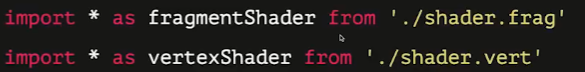 import * as fragmentShader from './shader.frag'
import * as vertexShader from './shader.vert'